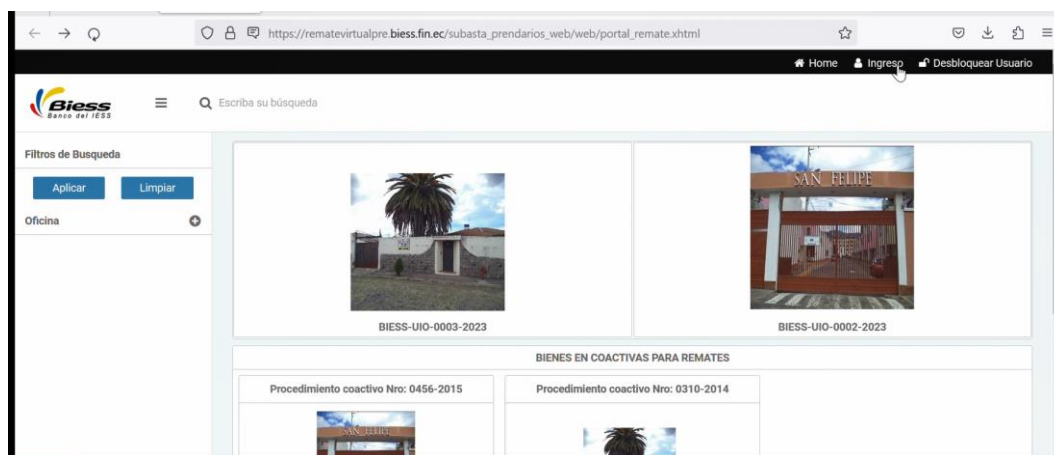 https://rematevirtualpre.biess.fin.ec/subasta_prendarios_web/web/portal_remate.xhtml
Home Ingreso Desbloquear Usuario
Biess
Banco del IESS
Escriba su búsqueda
Filtros de Busqueda
Aplicar Limpiar
Oficina
SAN FELIPE
BIESS-UIO-0003-2023 BIESS-UIO-0002-2023
BIENES EN COACTIVAS PARA REMATES
Procedimiento coactivo Nro: 0456-2015 Procedimiento coactivo Nro: 0310-2014
SAN FELIPE